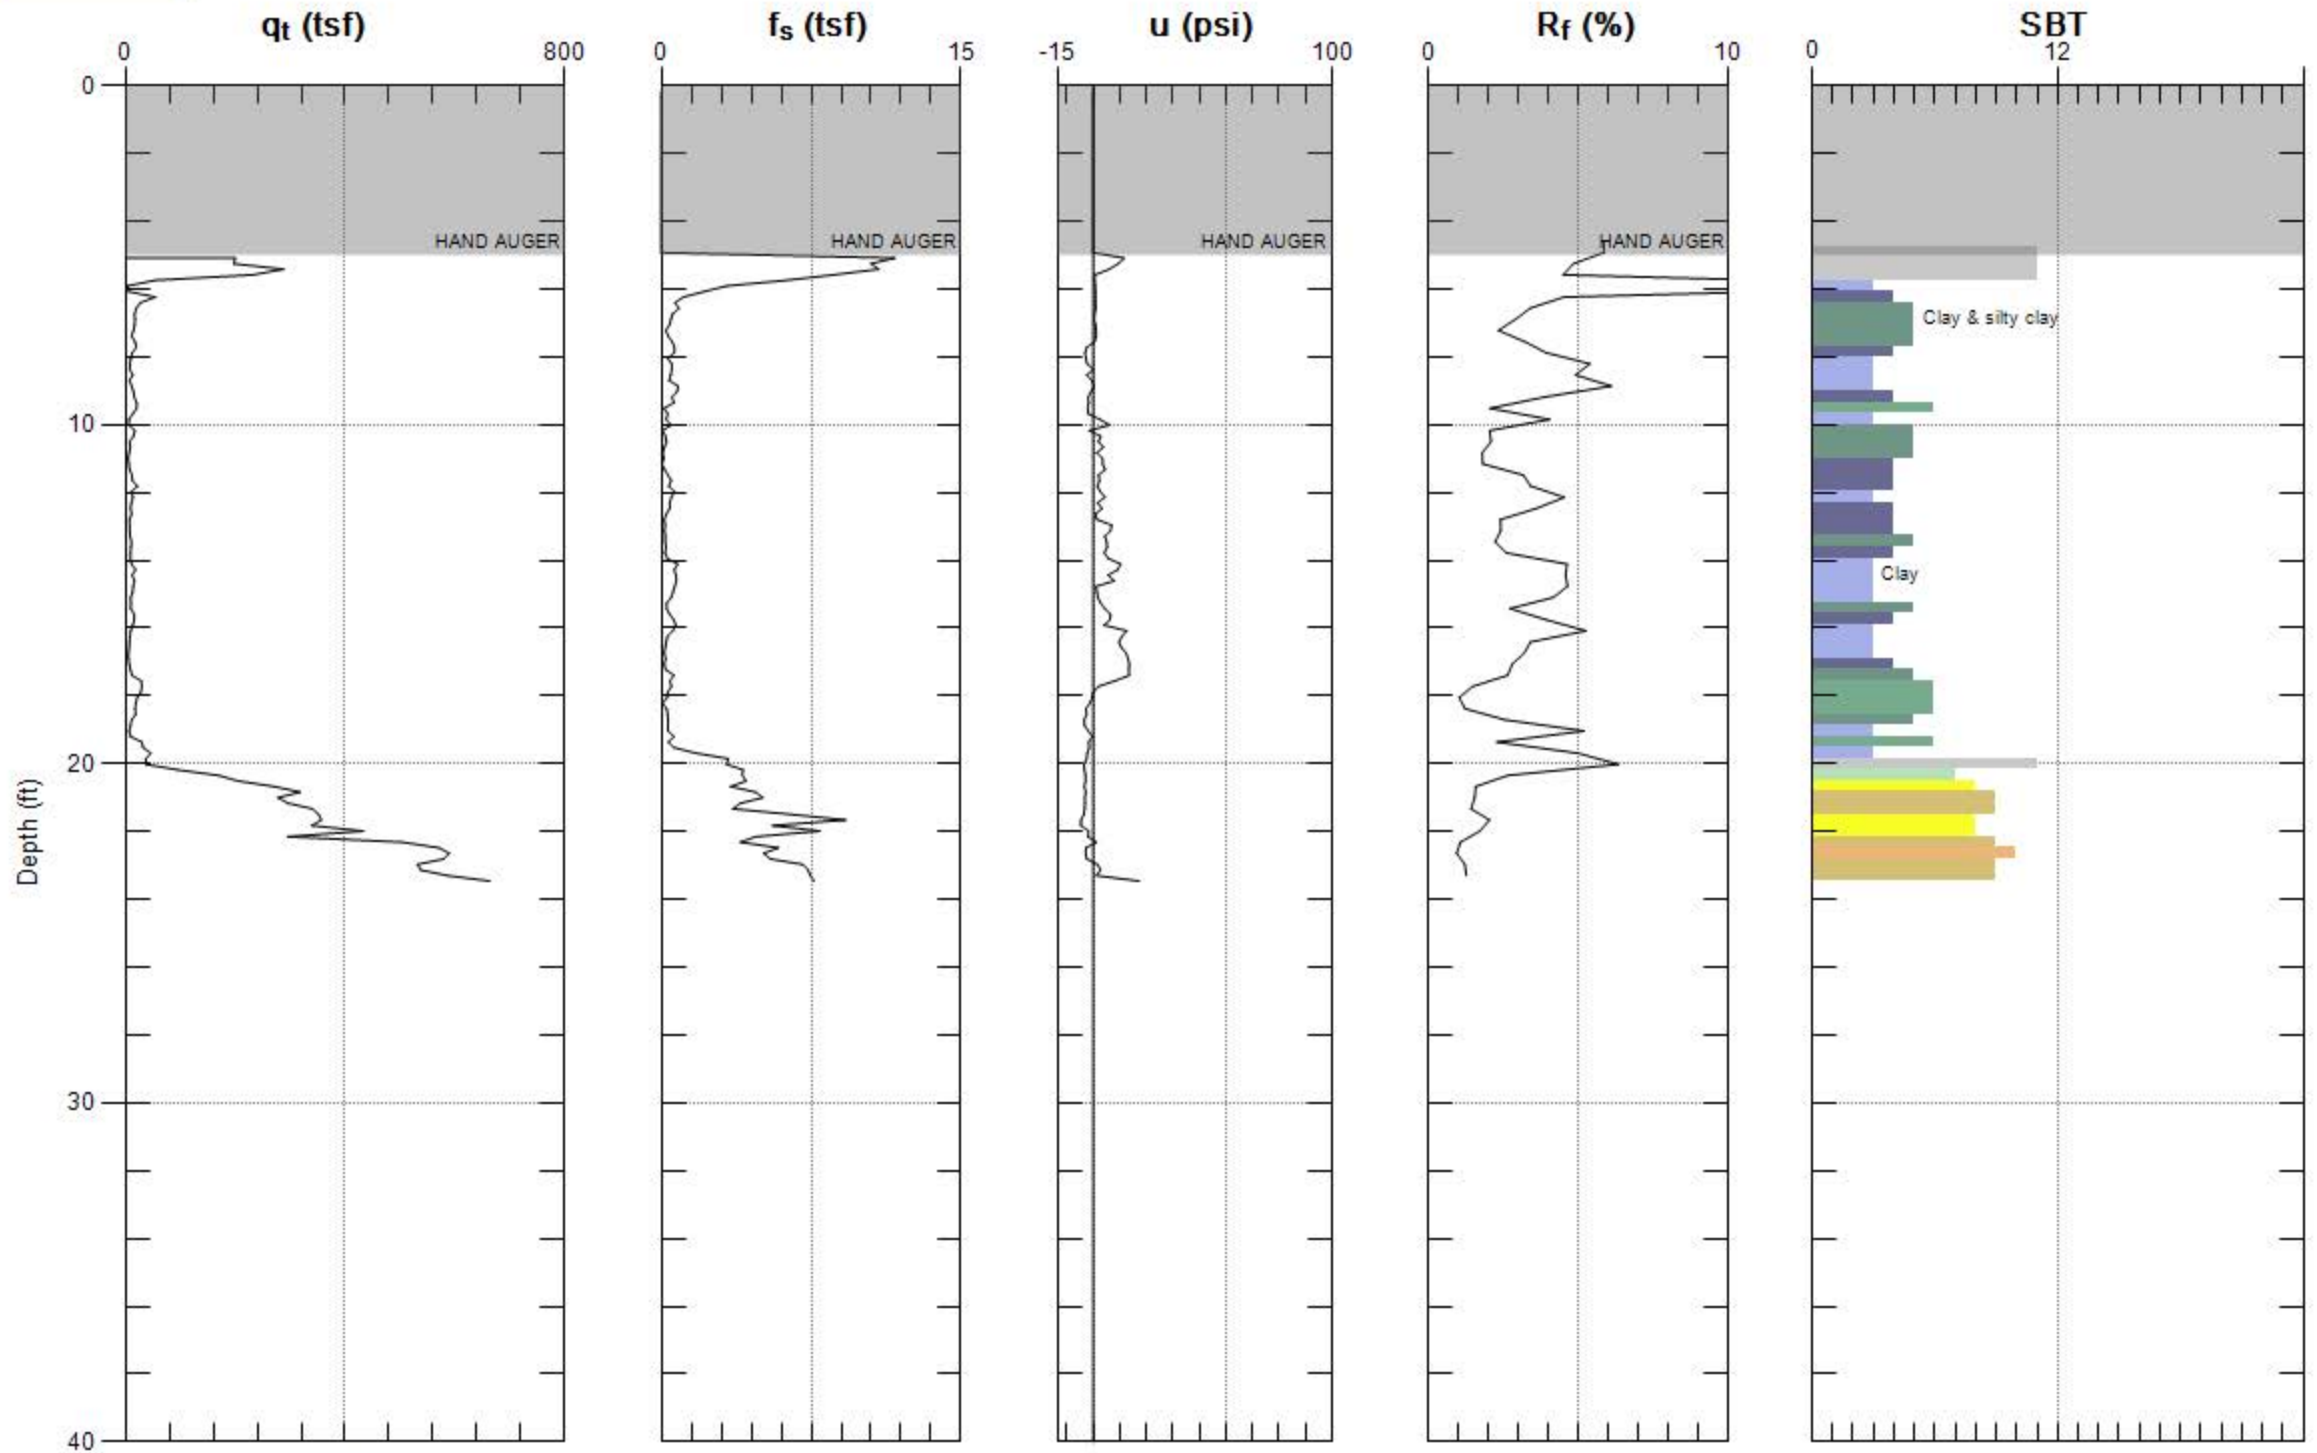 qt (tsf) fs (tsf) u (psi) Rf (%) SBT
0 800 0 15 -15 100 0 10 0 12
0
HAND AUGER HAND AUGER HAND AUGER HAND AUGER
Clay & silty clay
10
Clay
20
Depth (ft)
30
40